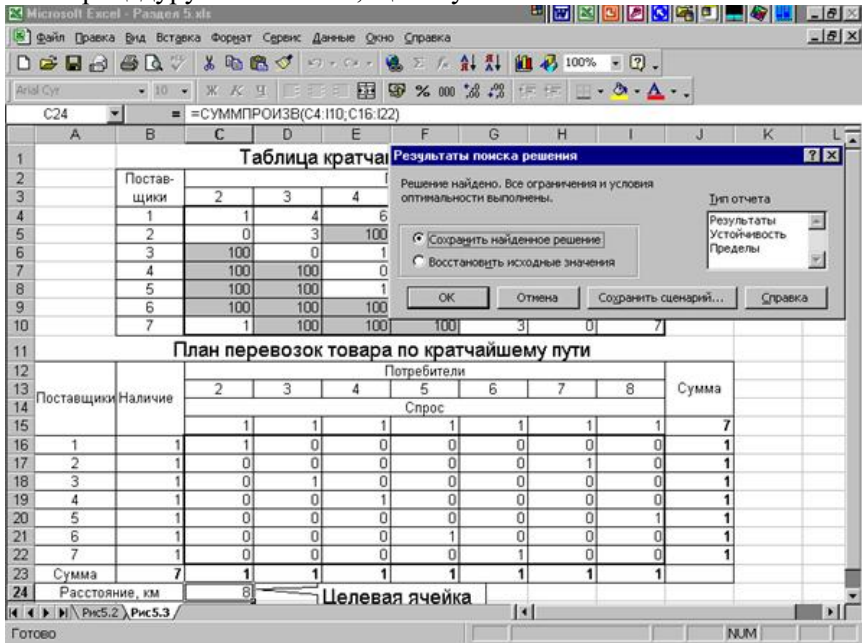 Microsoft Excel - Раздел 5.xls
Файл Правка Вид Вставка Формат Сервис Данные Окно Справка
100%
Arial Cyr 10 Ж К Ч % 000
C24 = =СУММПРОИЗВ(C4:I10;C16:I22)
A B C D E F G H I J K L
1 Таблица кратчай
2 Постав-
3 щики 2 3 4
4 1 1 4 6
5 2 0 3 100
6 3 100 0 1
7 4 100 100 0
8 5 100 100 1
9 6 100 100 100
10 7 1 100 100 100 3 0 7
Результаты поиска решения
Решение найдено. Все ограничения и условия
оптимальности выполнены.
Тип отчета
Результаты
Устойчивость
Пределы
Сохранить найденное решение
Восстановить исходные значения
ОК Отмена Сохранить сценарий... Справка
11 План перевозок товара по кратчайшему пути
12 Потребители
13 Поставщики Наличие 2 3 4 5 6 7 8 Сумма
14 Спрос
15 1 1 1 1 1 1 1 7
16 1 1 1 0 0 0 0 0 0 1
17 2 1 0 0 0 0 0 1 0 1
18 3 1 0 1 0 0 0 0 0 1
19 4 1 0 0 1 0 0 0 0 1
20 5 1 0 0 0 0 0 0 1 1
21 6 1 0 0 0 1 0 0 0 1
22 7 1 0 0 0 0 1 0 0 1
23 Сумма 7 1 1 1 1 1 1 1
24 Расстояние, км 8 Целевая ячейка
Рис5.2 Рис5.3
Готово NUM